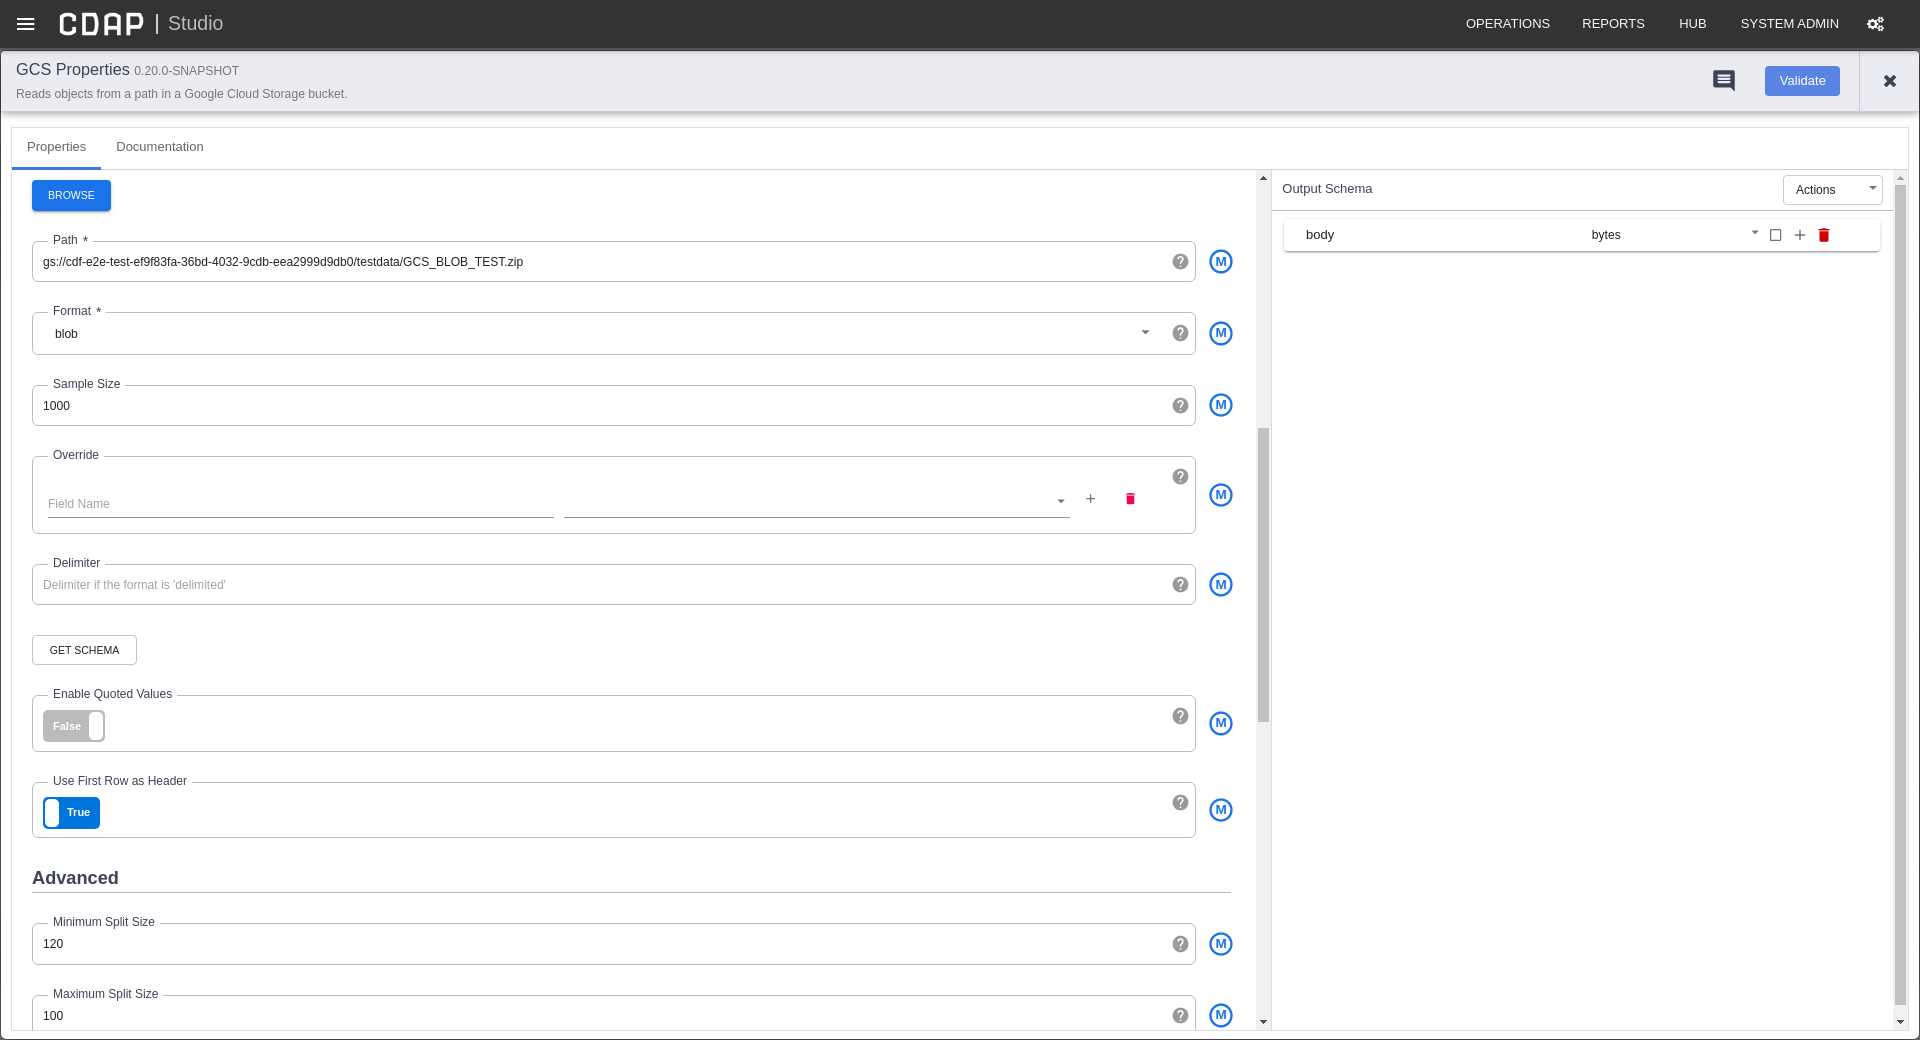 CDAP | Studio
OPERATIONS REPORTS HUB SYSTEM ADMIN
GCS Properties 0.20.0-SNAPSHOT
Reads objects from a path in a Google Cloud Storage bucket.
Validate
Properties Documentation
BROWSE
Output Schema
Actions
body bytes
Path *
gs://cdf-e2e-test-ef9f83fa-36bd-4032-9cdb-eea2999d9db0/testdata/GCS_BLOB_TEST.zip
M
Format *
blob
M
Sample Size
1000
M
Override
Field Name
M
Delimiter
Delimiter if the format is 'delimited'
M
GET SCHEMA
Enable Quoted Values
False
M
Use First Row as Header
True
M
Advanced
Minimum Split Size
120
M
Maximum Split Size
100
M